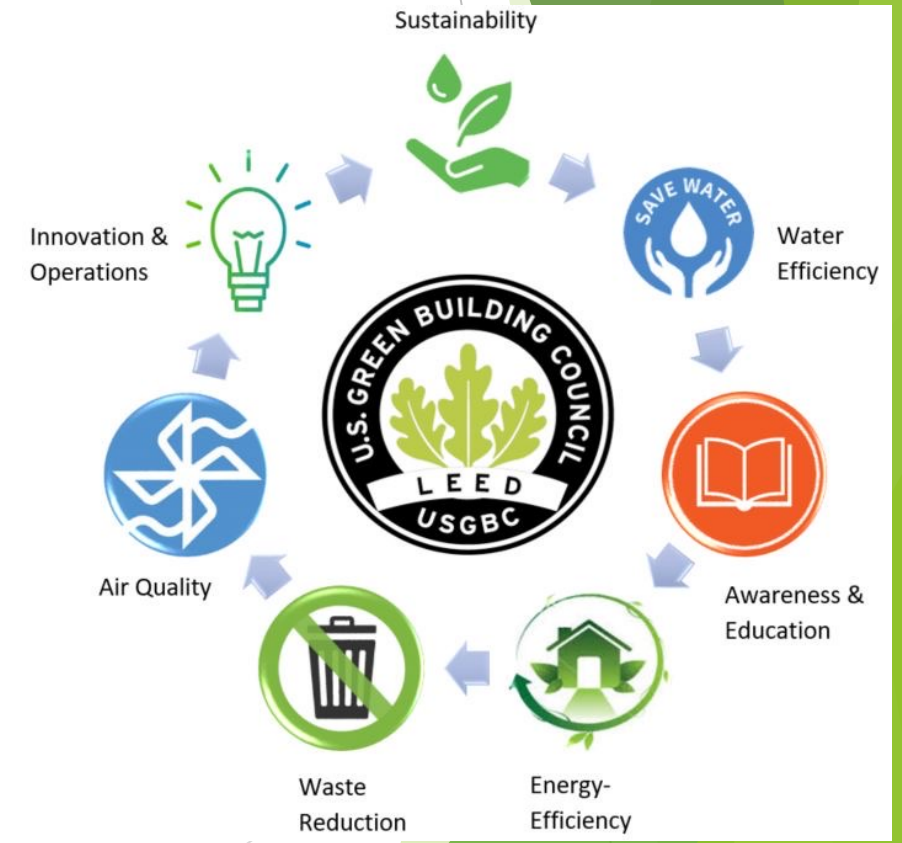 Sustainability
SAVE WATER
Water
Efficiency
Innovation &
Operations
U.S. GREEN BUILDING COUNCIL
LEED
USGBC
Air Quality
Awareness &
Education
Waste
Reduction
Energy-
Efficiency